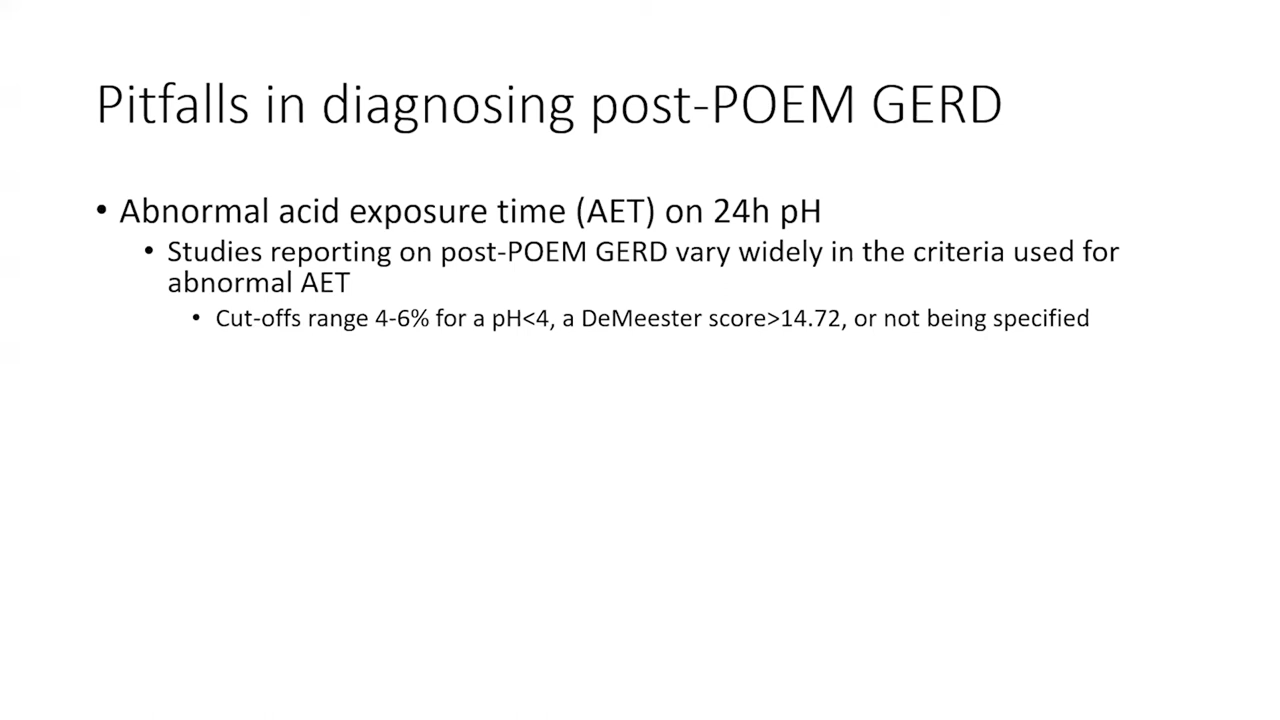 Pitfalls in diagnosing post-POEM GERD
• Abnormal acid exposure time (AET) on 24h pH
• Studies reporting on post-POEM GERD vary widely in the criteria used for
abnormal AET
• Cut-offs range 4-6% for a pH<4, a DeMeester score>14.72, or not being specified